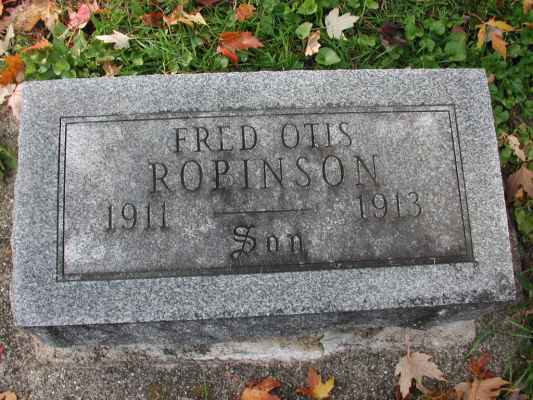 FRED OTIS
ROBINSON
1911 1913
Son